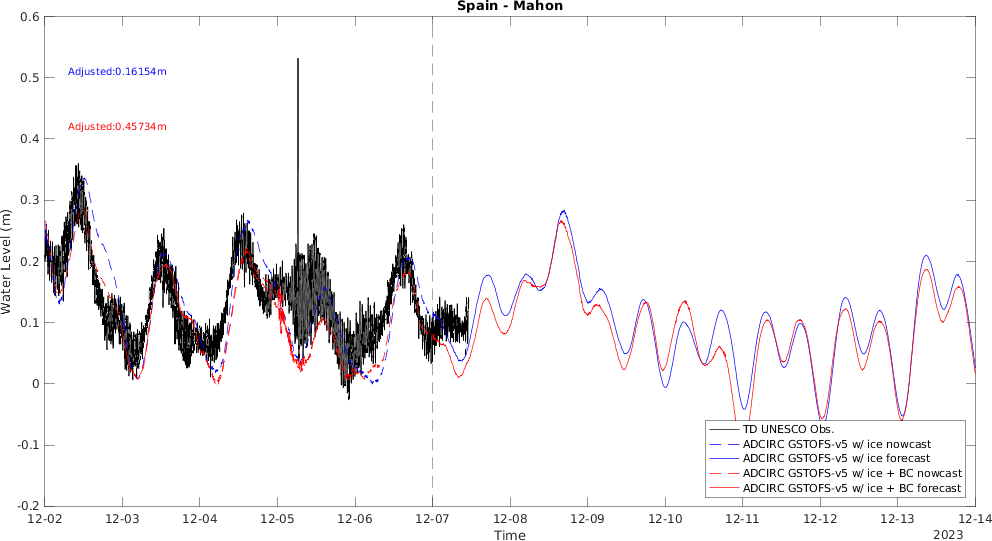 Spain - Mahon
0.6
0.5
0.4
0.3
0.2
0.1
0
-0.1
-0.2
Water Level (m)
Adjusted:0.16154m
Adjusted:0.45734m
TD UNESCO Obs.
ADCIRC GSTOFS-v5 w/ ice nowcast
ADCIRC GSTOFS-v5 w/ ice forecast
ADCIRC GSTOFS-v5 w/ ice + BC nowcast
ADCIRC GSTOFS-v5 w/ ice + BC forecast
12-02 12-03 12-04 12-05 12-06 12-07 12-08 12-09 12-10 12-11 12-12 12-13 12-14
Time
2023